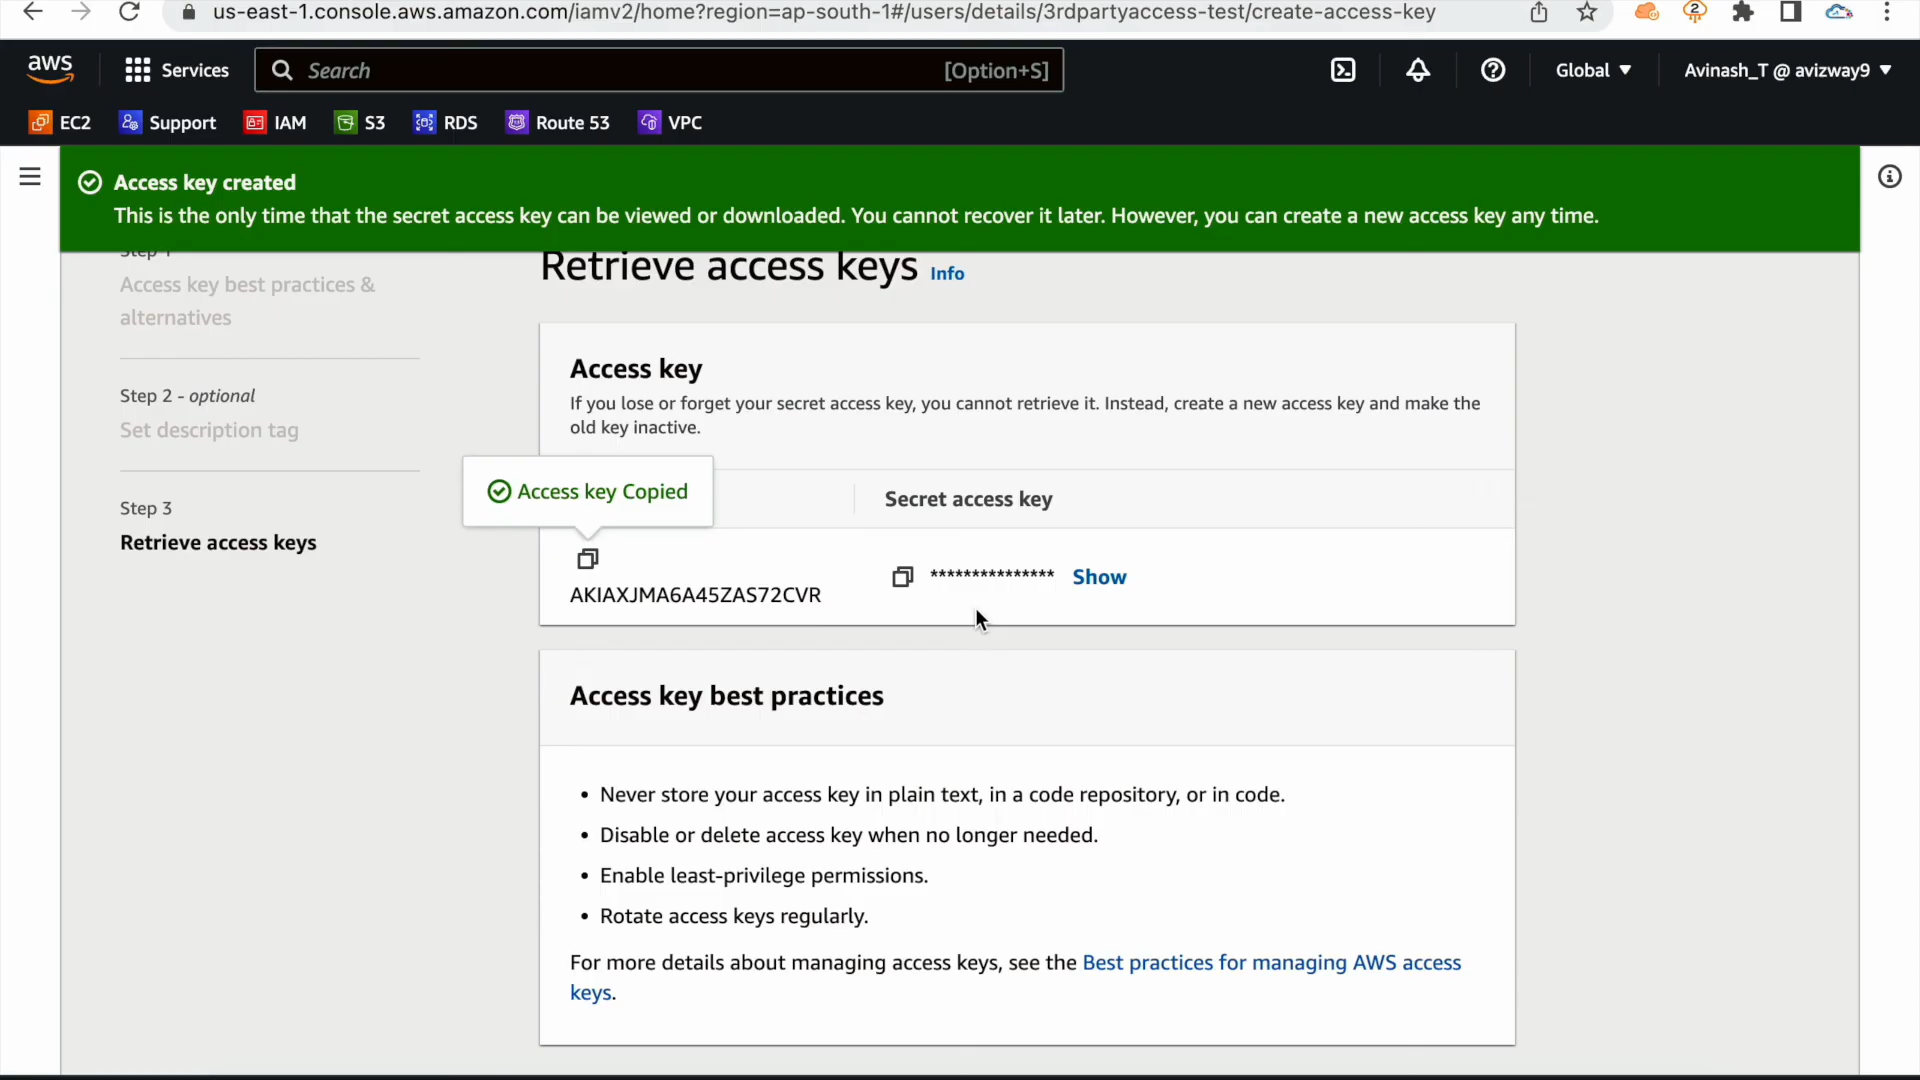 us-east-1.console.aws.amazon.com/iamv2/home?region=ap-south-1#/users/details/3rdpartyaccess-test/create-access-key
2
aws
Services
Search
[Option+S]
Global
Avinash_T @ avizway9
EC2
Support
IAM
S3
RDS
Route 53
VPC
Access key created
This is the only time that the secret access key can be viewed or downloaded. You cannot recover it later. However, you can create a new access key any time.
Step 1
Access key best practices &
alternatives
Step 2 - optional
Set description tag
Step 3
Retrieve access keys
Retrieve access keys Info
Access key
If you lose or forget your secret access key, you cannot retrieve it. Instead, create a new access key and make the
old key inactive.
Access key Copied
Secret access key
AKIAXJMA6A45ZAS72CVR
*************** Show
Access key best practices
• Never store your access key in plain text, in a code repository, or in code.
• Disable or delete access key when no longer needed.
• Enable least-privilege permissions.
• Rotate access keys regularly.
For more details about managing access keys, see the Best practices for managing AWS access
keys.